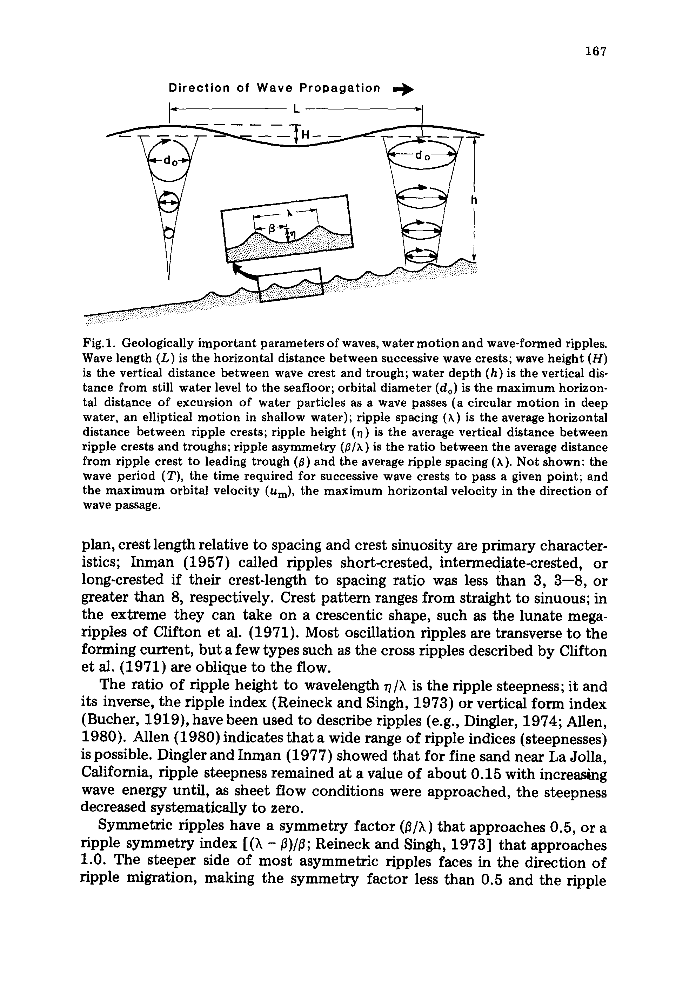 167
Direction of Wave Propagation
L
H
do
do
h
λ
β
η
Fig.1. Geologically important parameters of waves, water motion and wave-formed ripples.
Wave length (L) is the horizontal distance between successive wave crests; wave height (H)
is the vertical distance between wave crest and trough; water depth (h) is the vertical dis-
tance from still water level to the seafloor; orbital diameter (d₀) is the maximum horizon-
tal distance of excursion of water particles as a wave passes (a circular motion in deep
water, an elliptical motion in shallow water); ripple spacing (λ) is the average horizontal
distance between ripple crests; ripple height (η) is the average vertical distance between
ripple crests and troughs; ripple asymmetry (β/λ) is the ratio between the average distance
from ripple crest to leading trough (β) and the average ripple spacing (λ). Not shown: the
wave period (T), the time required for successive wave crests to pass a given point; and
the maximum orbital velocity (uₘ), the maximum horizontal velocity in the direction of
wave passage.
plan, crest length relative to spacing and crest sinuosity are primary character-
istics; Inman (1957) called ripples short-crested, intermediate-crested, or
long-crested if their crest-length to spacing ratio was less than 3, 3—8, or
greater than 8, respectively. Crest pattern ranges from straight to sinuous; in
the extreme they can take on a crescentic shape, such as the lunate mega-
ripples of Clifton et al. (1971). Most oscillation ripples are transverse to the
forming current, but a few types such as the cross ripples described by Clifton
et al. (1971) are oblique to the flow.
The ratio of ripple height to wavelength η/λ is the ripple steepness; it and
its inverse, the ripple index (Reineck and Singh, 1973) or vertical form index
(Bucher, 1919), have been used to describe ripples (e.g., Dingler, 1974; Allen,
1980). Allen (1980) indicates that a wide range of ripple indices (steepnesses)
is possible. Dingler and Inman (1977) showed that for fine sand near La Jolla,
California, ripple steepness remained at a value of about 0.15 with increasing
wave energy until, as sheet flow conditions were approached, the steepness
decreased systematically to zero.
Symmetric ripples have a symmetry factor (β/λ) that approaches 0.5, or a
ripple symmetry index [(λ − β)/β; Reineck and Singh, 1973] that approaches
1.0. The steeper side of most asymmetric ripples faces in the direction of
ripple migration, making the symmetry factor less than 0.5 and the ripple